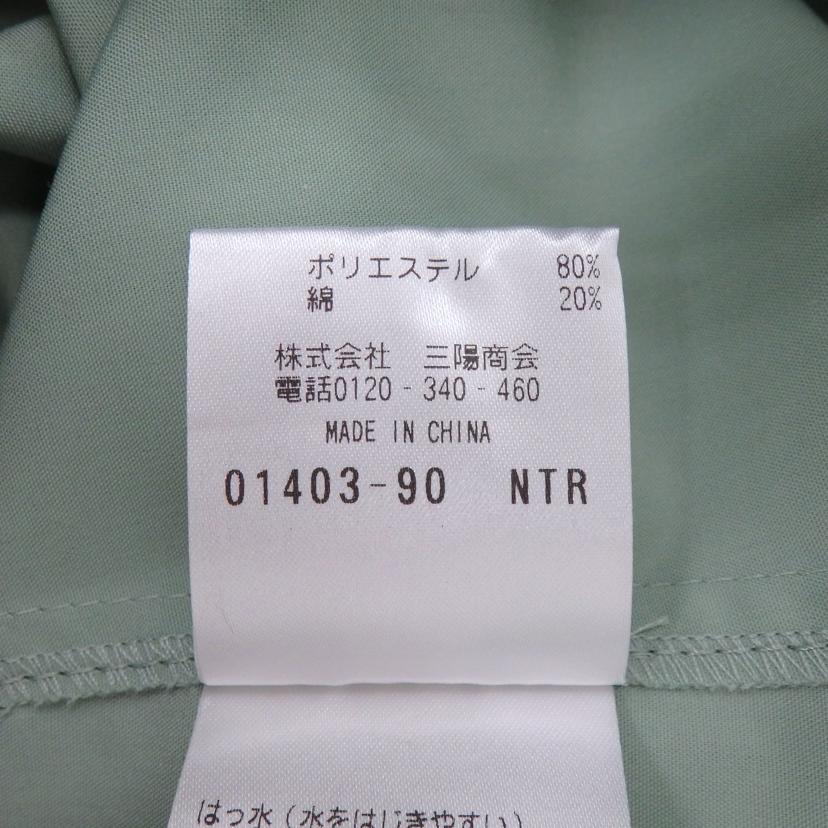 ポリエステル 80%
綿 20%
株式会社 三陽商会
電話0120-340-460
MADE IN CHINA
01403-90 NTR
はっ水(水をはじきやすい)